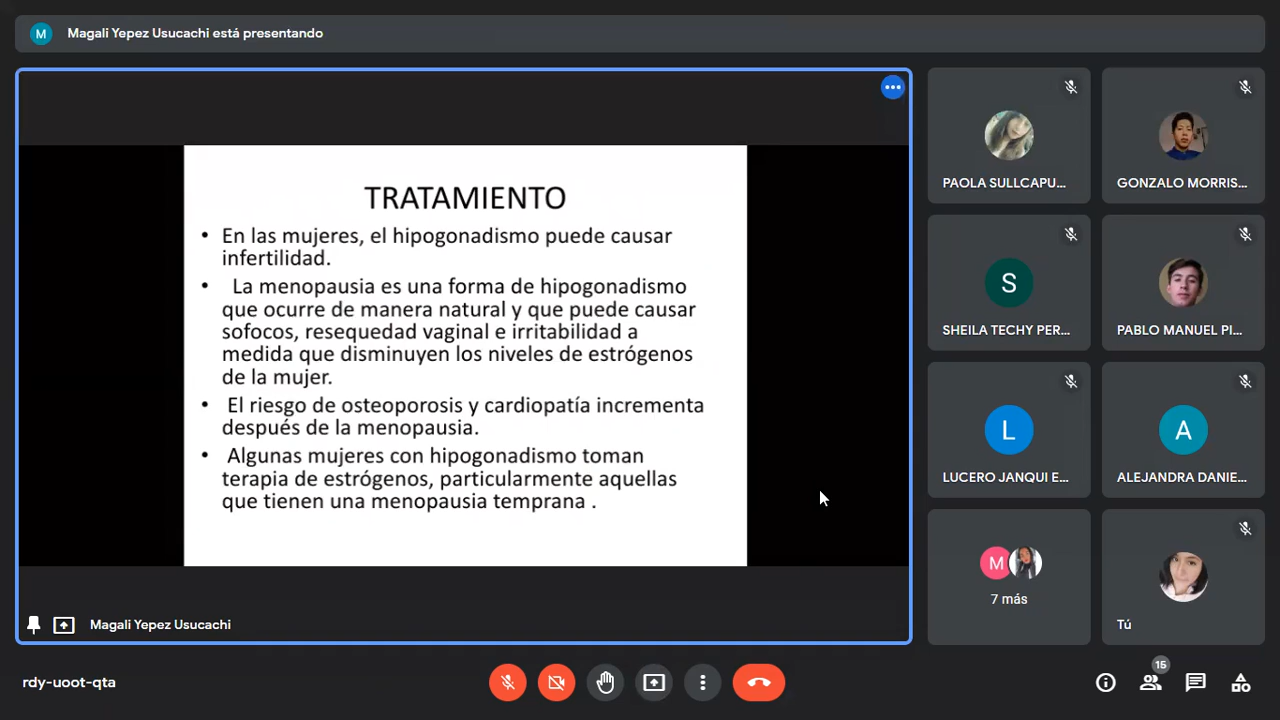 M
Magali Yepez Usucachi está presentando
TRATAMIENTO
• En las mujeres, el hipogonadismo puede causar
infertilidad.
• La menopausia es una forma de hipogonadismo
que ocurre de manera natural y que puede causar
sofocos, resequedad vaginal e irritabilidad a
medida que disminuyen los niveles de estrógenos
de la mujer.
• El riesgo de osteoporosis y cardiopatía incrementa
después de la menopausia.
• Algunas mujeres con hipogonadismo toman
terapia de estrógenos, particularmente aquellas
que tienen una menopausia temprana .
Magali Yepez Usucachi
PAOLA SULLCAPU...
GONZALO MORRIS...
S
SHEILA TECHY PER...
PABLO MANUEL PI...
L
LUCERO JANQUI E...
A
ALEJANDRA DANIE...
M
7 más
Tú
rdy-uoot-qta
15